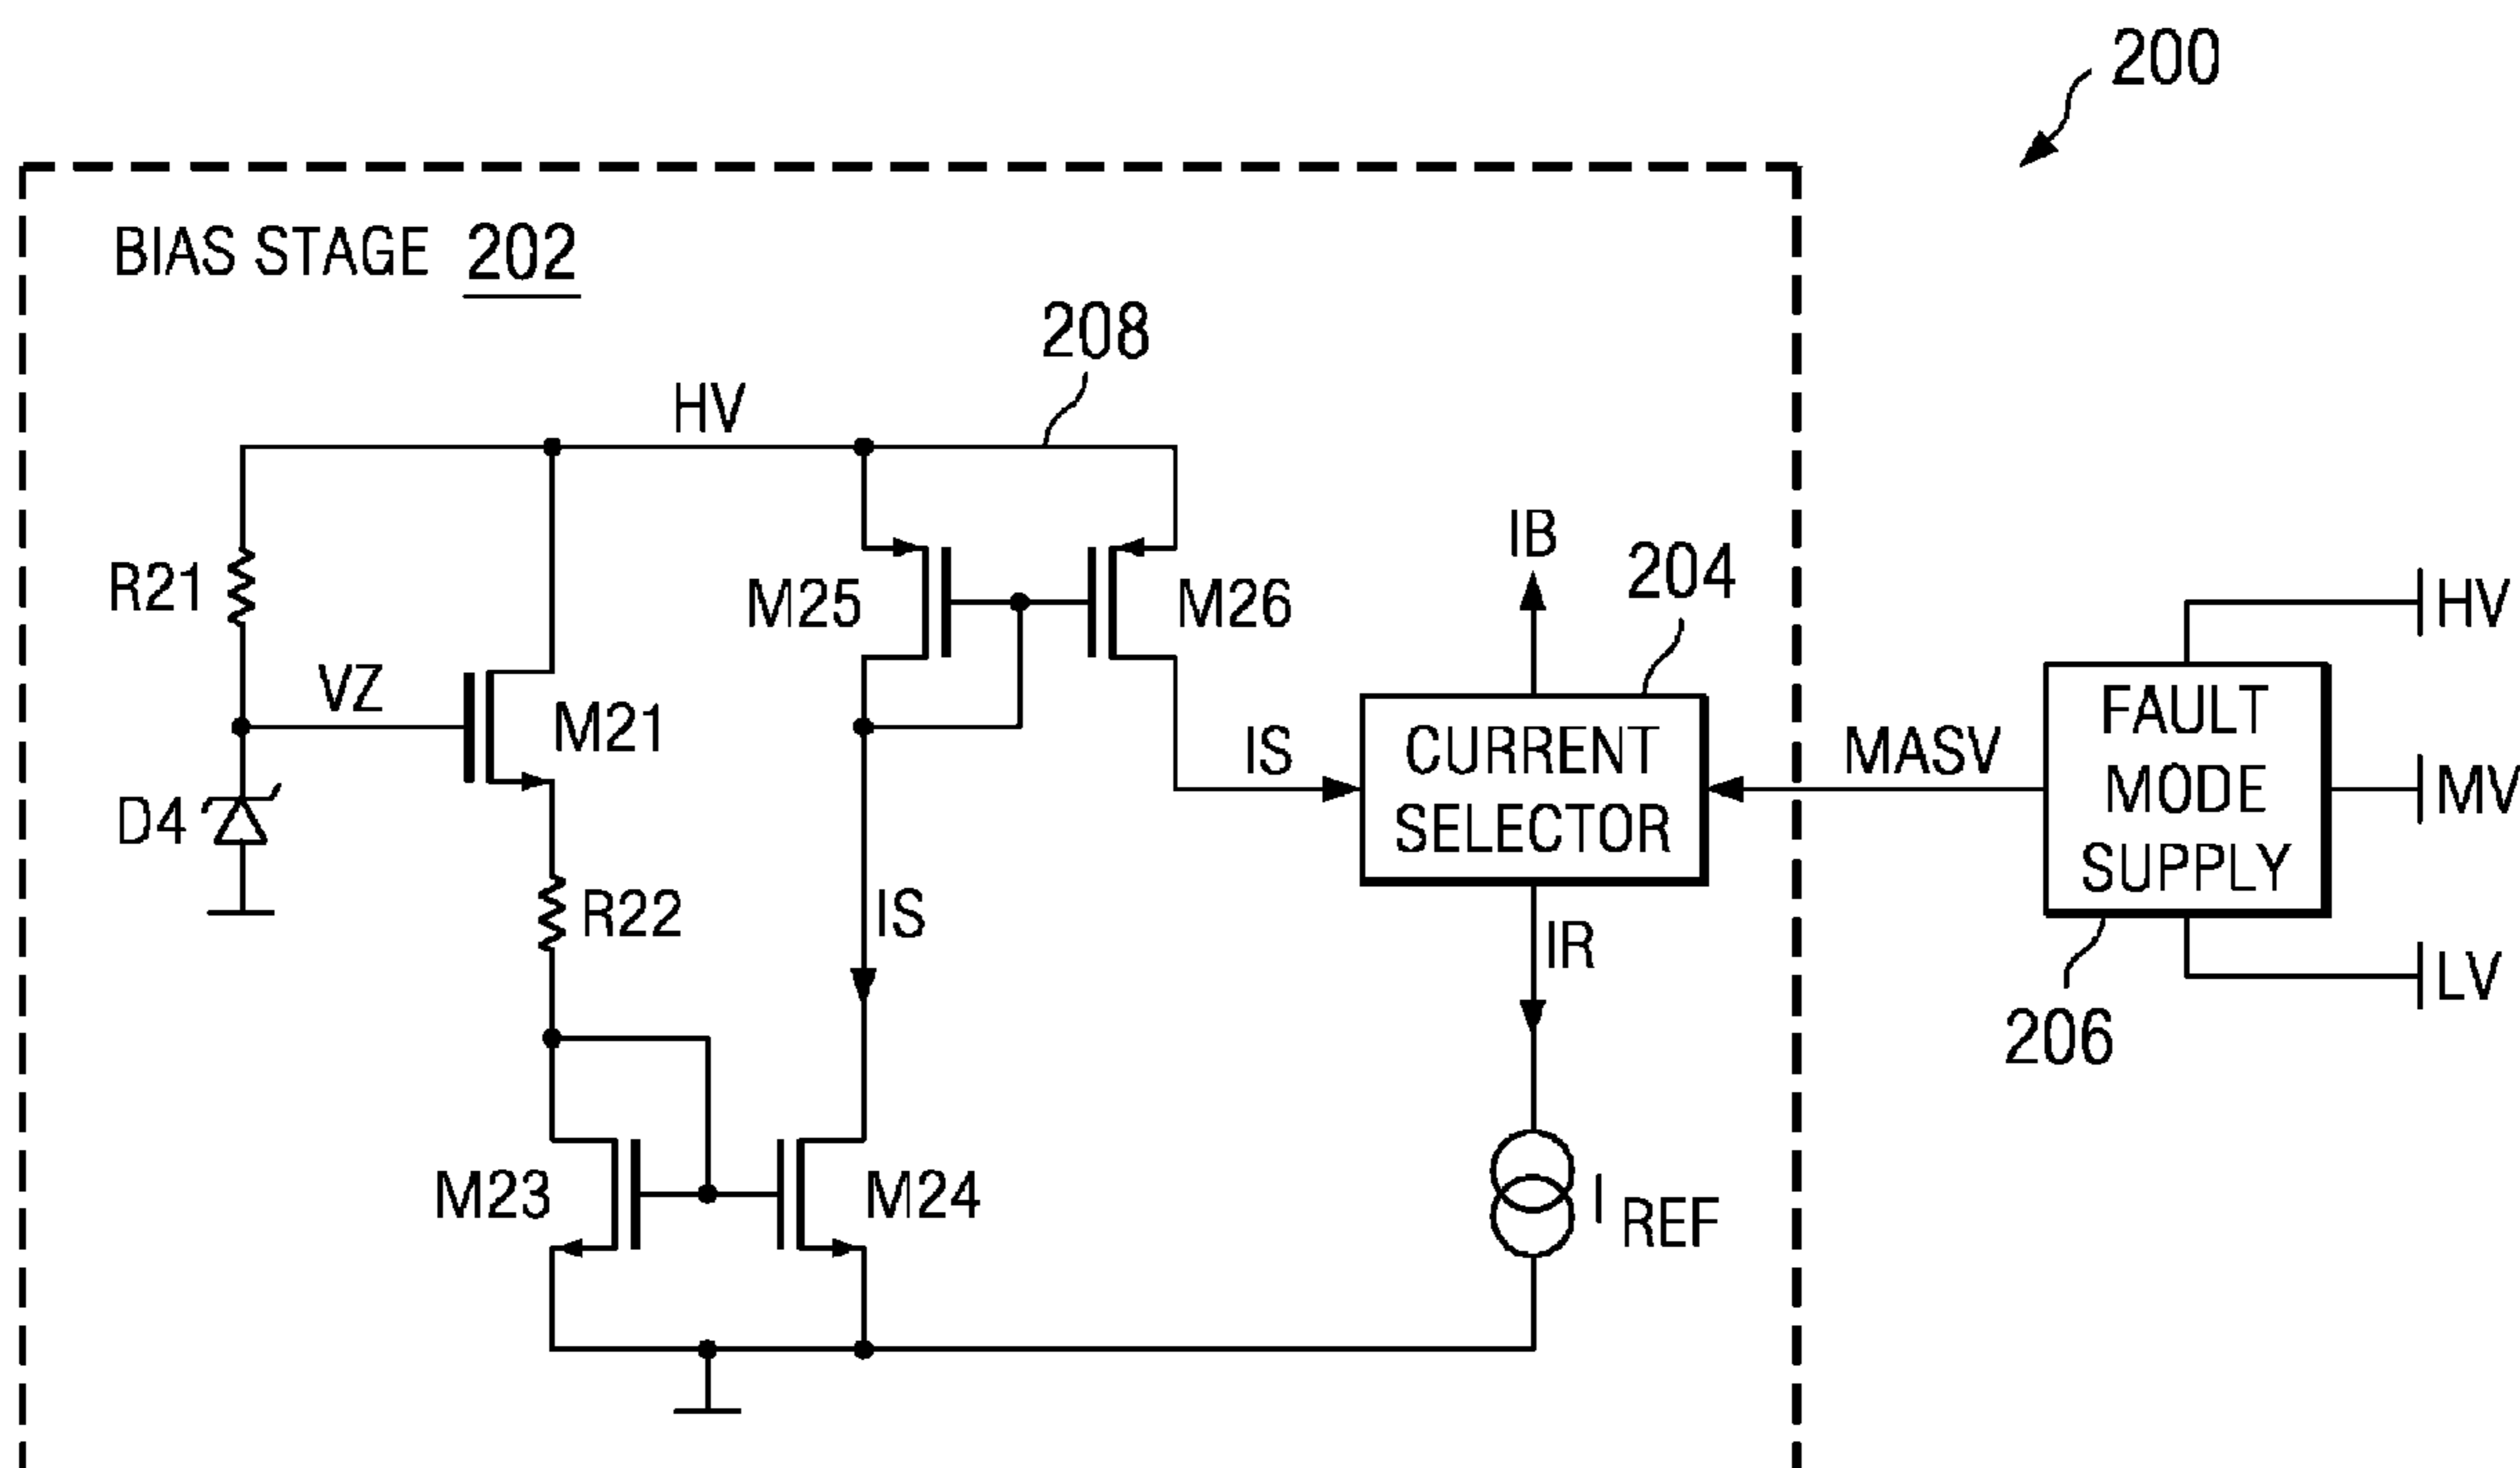 200
BIAS STAGE 202
208
HV
IB
204
R21
M25
M26
HV
VZ
M21
IS
CURRENT
SELECTOR
MASV
FAULT
MODE
SUPPLY
MV
D4
R22
IS
IR
LV
206
M23
M24
I REF